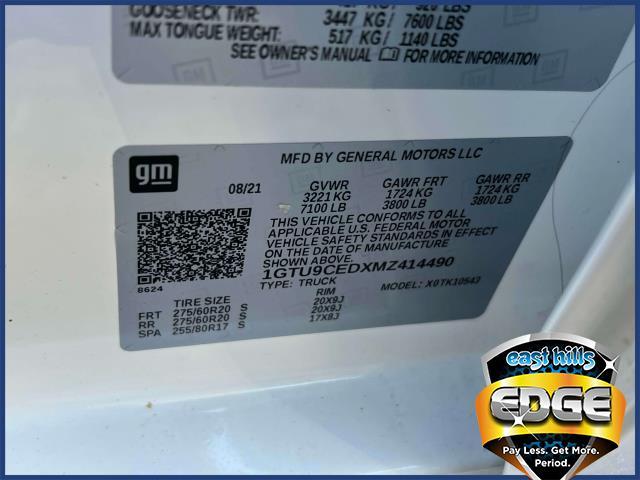 GOOSENECK TWR:
3447 KG / 7600 LBS
MAX TONGUE WEIGHT: 517 KG / 1140 LBS
SEE OWNER'S MANUAL FOR MORE INFORMATION
GM
gm
MFD BY GENERAL MOTORS LLC
08/21 GVWR GAWR FRT GAWR RR
3221 KG 1724 KG 1724 KG
7100 LB 3800 LB 3800 LB
THIS VEHICLE CONFORMS TO ALL
APPLICABLE U.S. FEDERAL MOTOR
VEHICLE SAFETY STANDARDS IN EFFECT
ON THE DATE OF MANUFACTURE
1GTU9CEDXMZ414490
8624
TYPE: TRUCK MODEL: X0TK10543
TIRE SIZE RIM
FRT 275/60R20 S 20X9J
RR 275/60R20 S 20X9J
SPA 255/80R17 S 17X8J
east hills
EDGE
Pay Less. Get More.
Period.